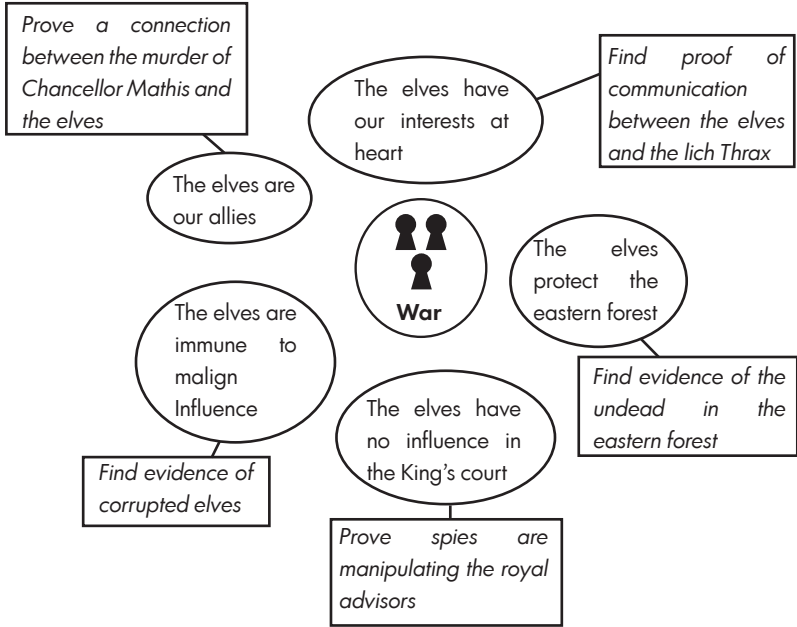 Prove a connection
between the murder of
Chancellor Mathis and
the elves
The elves have
our interests at
heart
Find proof of
communication
between the elves
and the lich Thrax
The elves are
our allies
War
The elves
protect the
eastern forest
The elves are
immune to
malign
Influence
Find evidence of the
undead in the
eastern forest
The elves have
no influence in
the King's court
Find evidence of
corrupted elves
Prove spies are
manipulating the royal
advisors